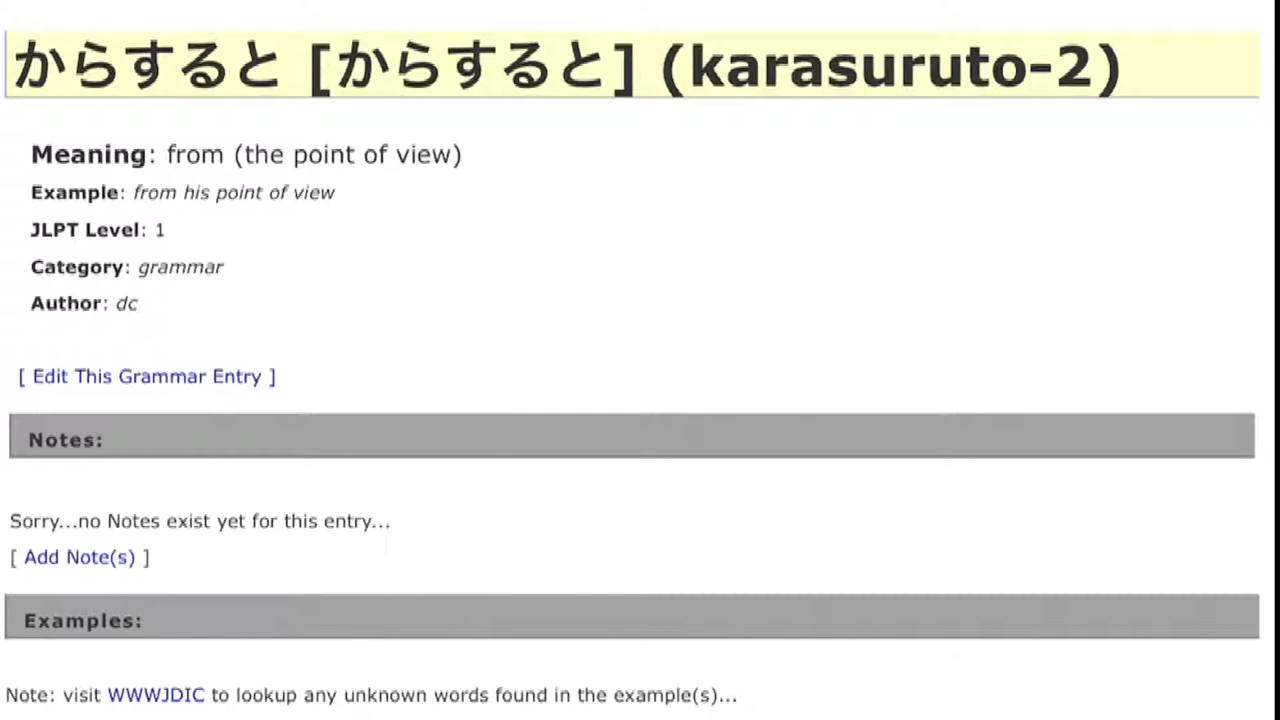 からすると [からすると] (karasuruto-2)
Meaning: from (the point of view)
Example: from his point of view
JLPT Level: 1
Category: grammar
Author: dc
[ Edit This Grammar Entry ]
Notes:
Sorry...no Notes exist yet for this entry...
[ Add Note(s) ]
Examples:
Note: visit WWWJDIC to lookup any unknown words found in the example(s)...